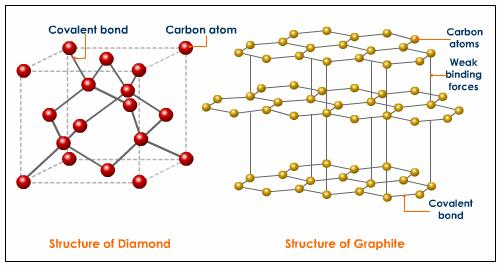 Covalent bond
Carbon atom
Carbon
atoms
Weak
binding
forces
Covalent
bond
Structure of Diamond
Structure of Graphite